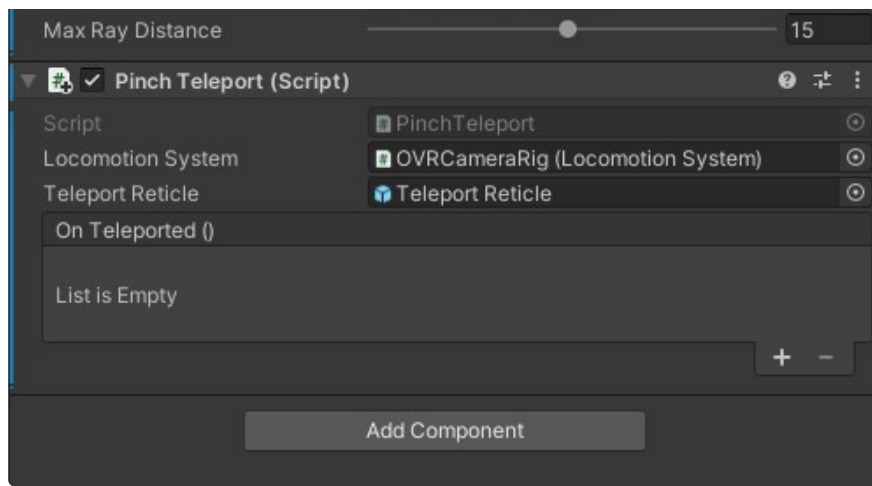 Max Ray Distance 15
Pinch Teleport (Script)
Script PinchTeleport
Locomotion System OVRCameraRig (Locomotion System)
Teleport Reticle Teleport Reticle
On Teleported ()
List is Empty
+ −
Add Component